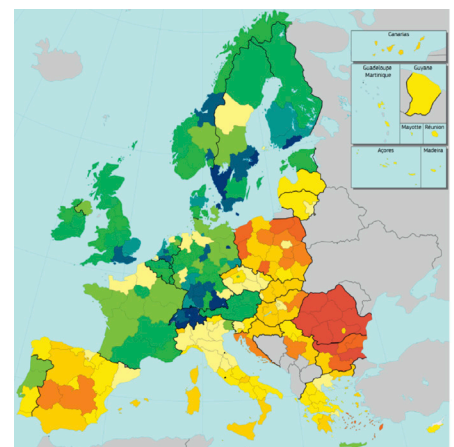 Canarias
Guadeloupe
Martinique
Guyane
Mayotte
Réunion
Açores
Madeira